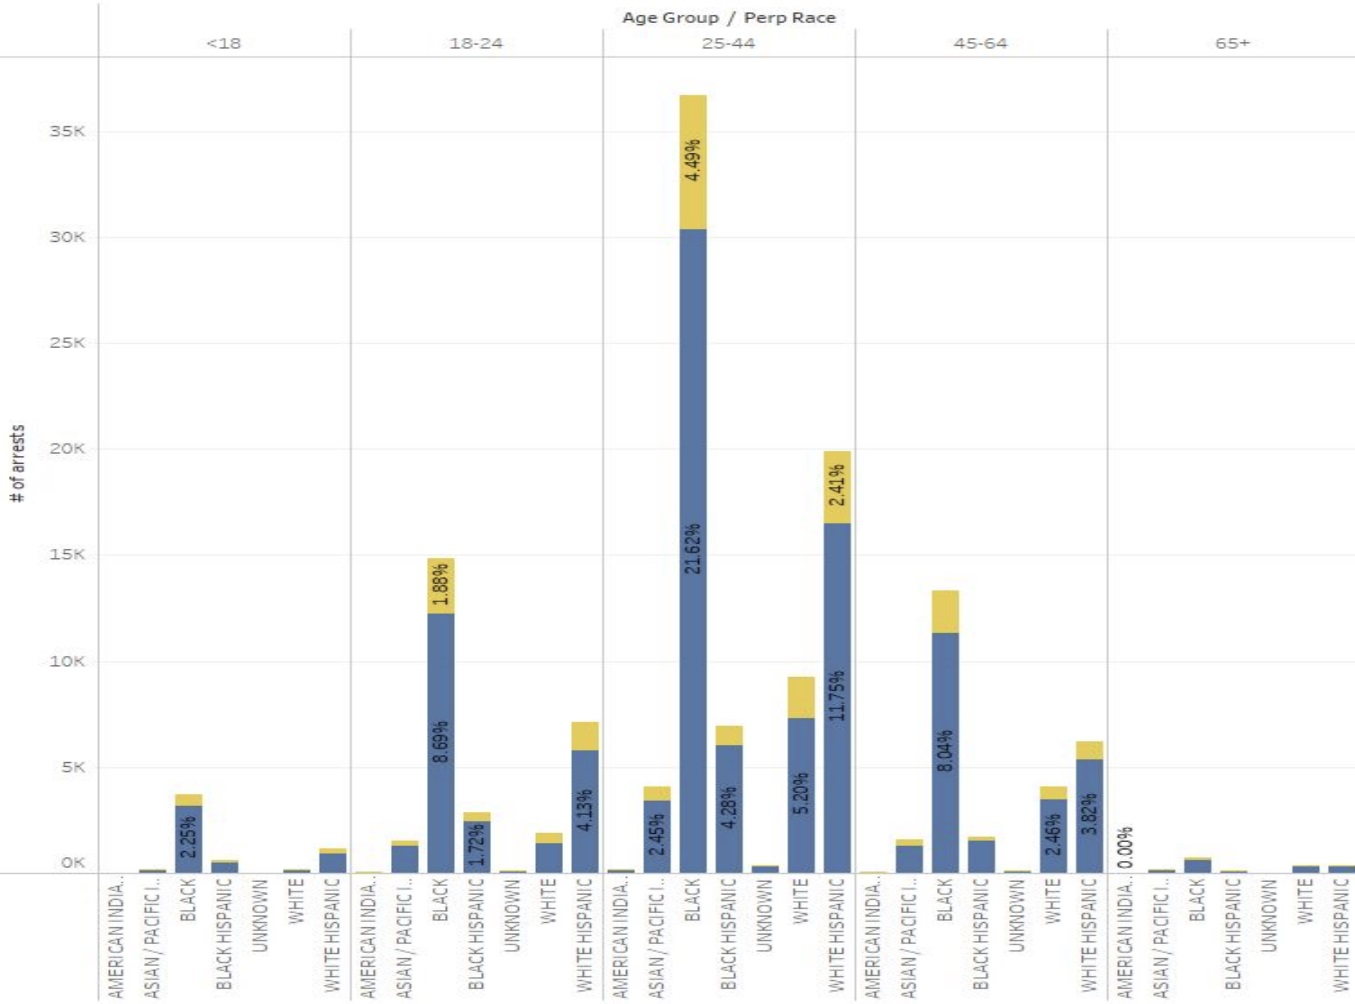 Age Group / Perp Race
<18 18-24 25-44 45-64 65+
# of arrests
35K
30K
25K
20K
15K
10K
5K
0K
2.25%
1.88%
8.69%
1.72%
4.13%
2.45%
4.49%
21.62%
4.28%
5.20%
2.41%
11.75%
8.04%
2.46%
3.82%
0.00%
AMERICAN INDIA..
ASIAN / PACIFIC I..
BLACK
BLACK HISPANIC
UNKNOWN
WHITE
WHITE HISPANIC
AMERICAN INDIA..
ASIAN / PACIFIC I..
BLACK
BLACK HISPANIC
UNKNOWN
WHITE
WHITE HISPANIC
AMERICAN INDIA..
ASIAN / PACIFIC I..
BLACK
BLACK HISPANIC
UNKNOWN
WHITE
WHITE HISPANIC
AMERICAN INDIA..
ASIAN / PACIFIC I..
BLACK
BLACK HISPANIC
UNKNOWN
WHITE
WHITE HISPANIC
AMERICAN INDIA..
ASIAN / PACIFIC I..
BLACK
BLACK HISPANIC
UNKNOWN
WHITE
WHITE HISPANIC